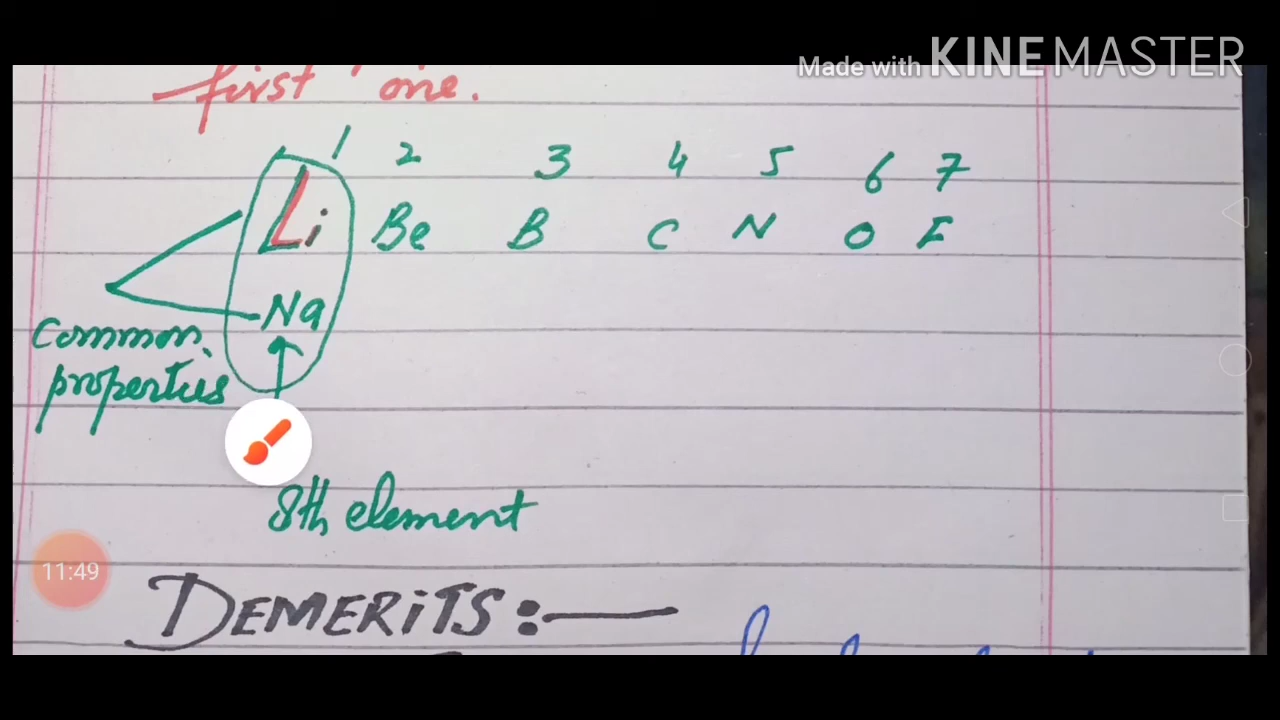 Made with KINEMASTER
first one.
1 2 3 4 5 6 7
Li Be B C N O F
Na
Common
properties
8th element
11:49
DEMERITS:—